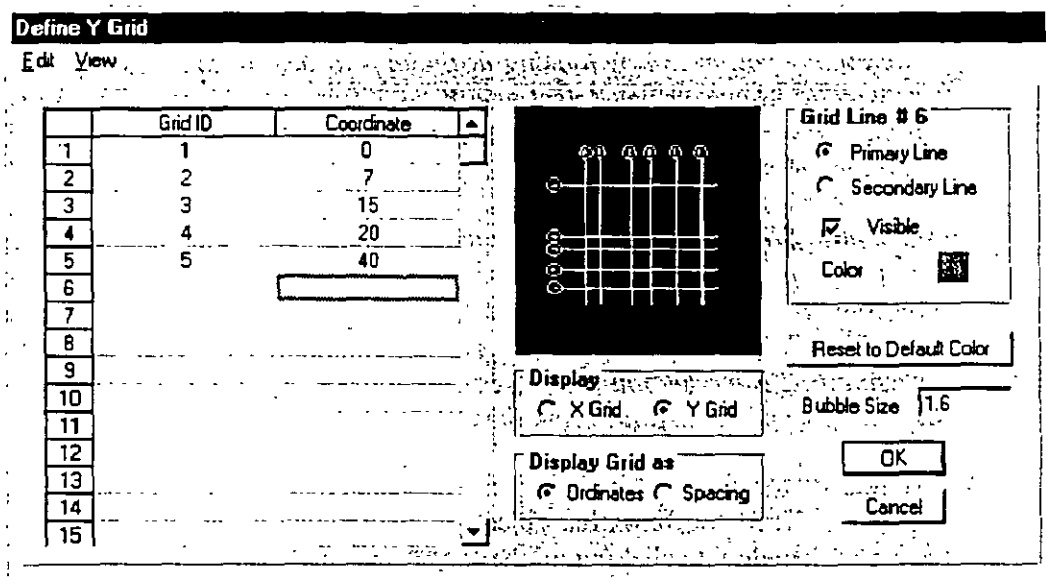 Define Y Grid
Edit View
Grid ID Coordinate
1 1 0
2 2 7
3 3 15
4 4 20
5 5 40
6
7
8
9
10
11
12
13
14
15
Grid Line # 6
Primary Line
Secondary Line
Visible
Color
Reset to Default Color
Display
X Grid Y Grid
Bubble Size 1.6
Display Grid as
Ordinates Spacing
OK
Cancel